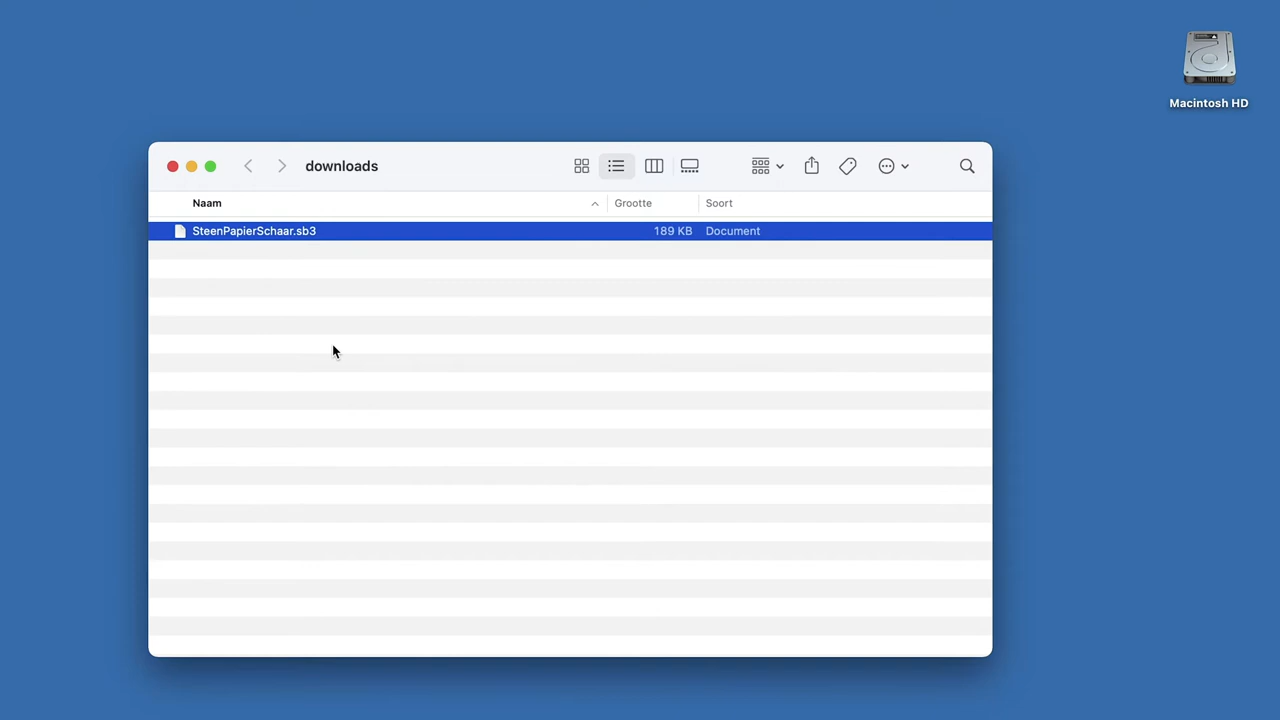 Macintosh HD
downloads
Naam Grootte Soort
SteenPapierSchaar.sb3 189 KB Document